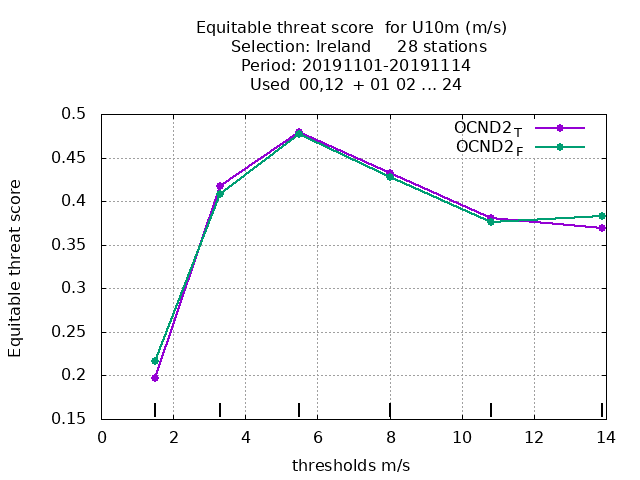 Equitable threat score  for U10m (m/s)
Selection: Ireland     28 stations
Period: 20191101-20191114
Used  00,12  + 01 02 ... 24
OCND2T
OCND2F
0.5
0.45
0.4
0.35
0.3
0.25
0.2
0.15
Equitable threat score
0 2 4 6 8 10 12 14
thresholds m/s